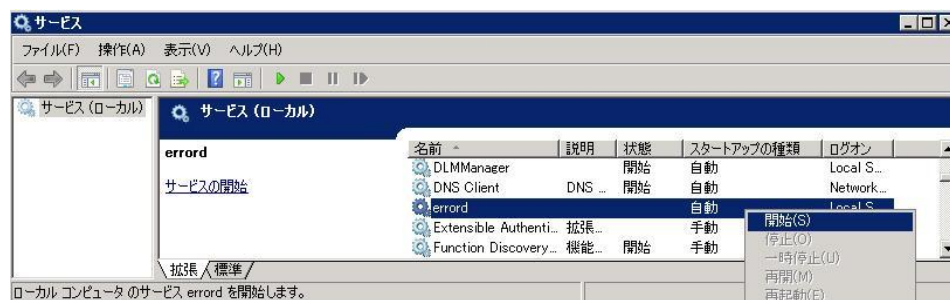 サービス
ファイル(F) 操作(A) 表示(V) ヘルプ(H)
サービス (ローカル)
サービス (ローカル)
errord
サービスの開始
名前 説明 状態 スタートアップの種類 ログオン
DLMManager 開始 自動 Local S...
DNS Client DNS ... 開始 自動 Network...
errord 自動 Local S...
Extensible Authenti... 拡張... 手動
Function Discovery... 機能... 開始 手動
開始(S)
停止(O)
一時停止(U)
再開(M)
再起動(E)
拡張 標準
ローカル コンピュータ のサービス errord を開始します。